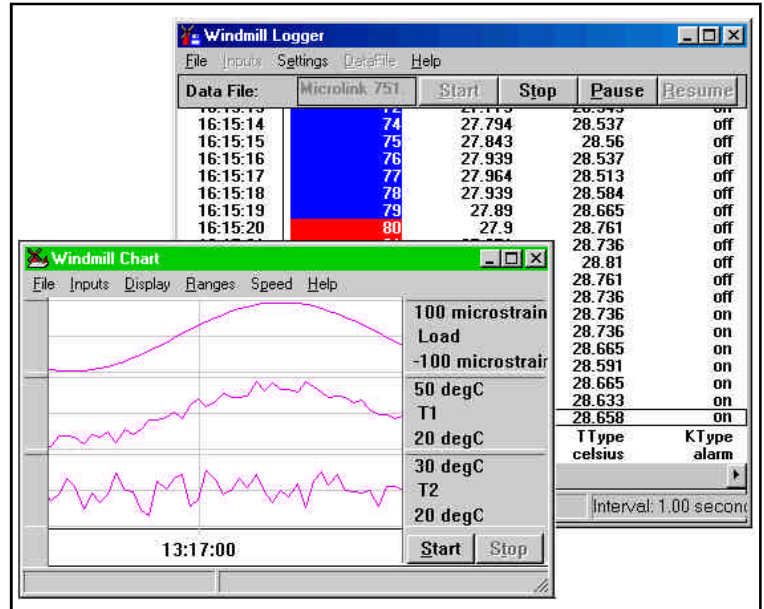 Windmill Logger
File Inputs Settings DataFile Help
Data File: Microlink 751 Start Stop Pause Resume
16:15:14 74 27.794 28.537 off
16:15:15 75 27.843 28.56 off
16:15:16 76 27.939 28.537 off
16:15:17 77 27.964 28.513 off
16:15:18 78 27.939 28.584 off
16:15:19 79 27.89 28.665 off
16:15:20 80 27.9 28.761 off
28.736 off
28.81 off
28.761 off
28.736 off
28.736 on
28.736 on
28.665 on
28.591 on
28.665 on
28.633 on
28.658 on
TType KType
celsius alarm
Interval: 1.00 secon
Windmill Chart
File Inputs Display Ranges Speed Help
100 microstrain
Load
-100 microstrair
50 degC
T1
20 degC
30 degC
T2
20 degC
13:17:00
Start Stop